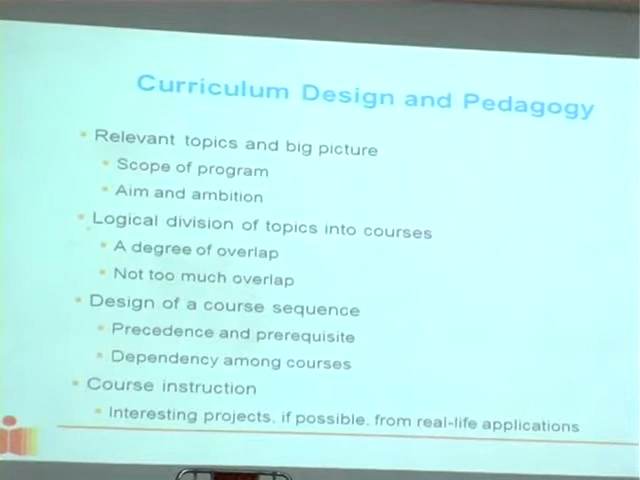 Curriculum Design and Pedagogy
Relevant topics and big picture
Scope of program
Aim and ambition
Logical division of topics into courses
A degree of overlap
Not too much overlap
Design of a course sequence
Precedence and prerequisite
Dependency among courses
Course instruction
Interesting projects, if possible, from real-life applications